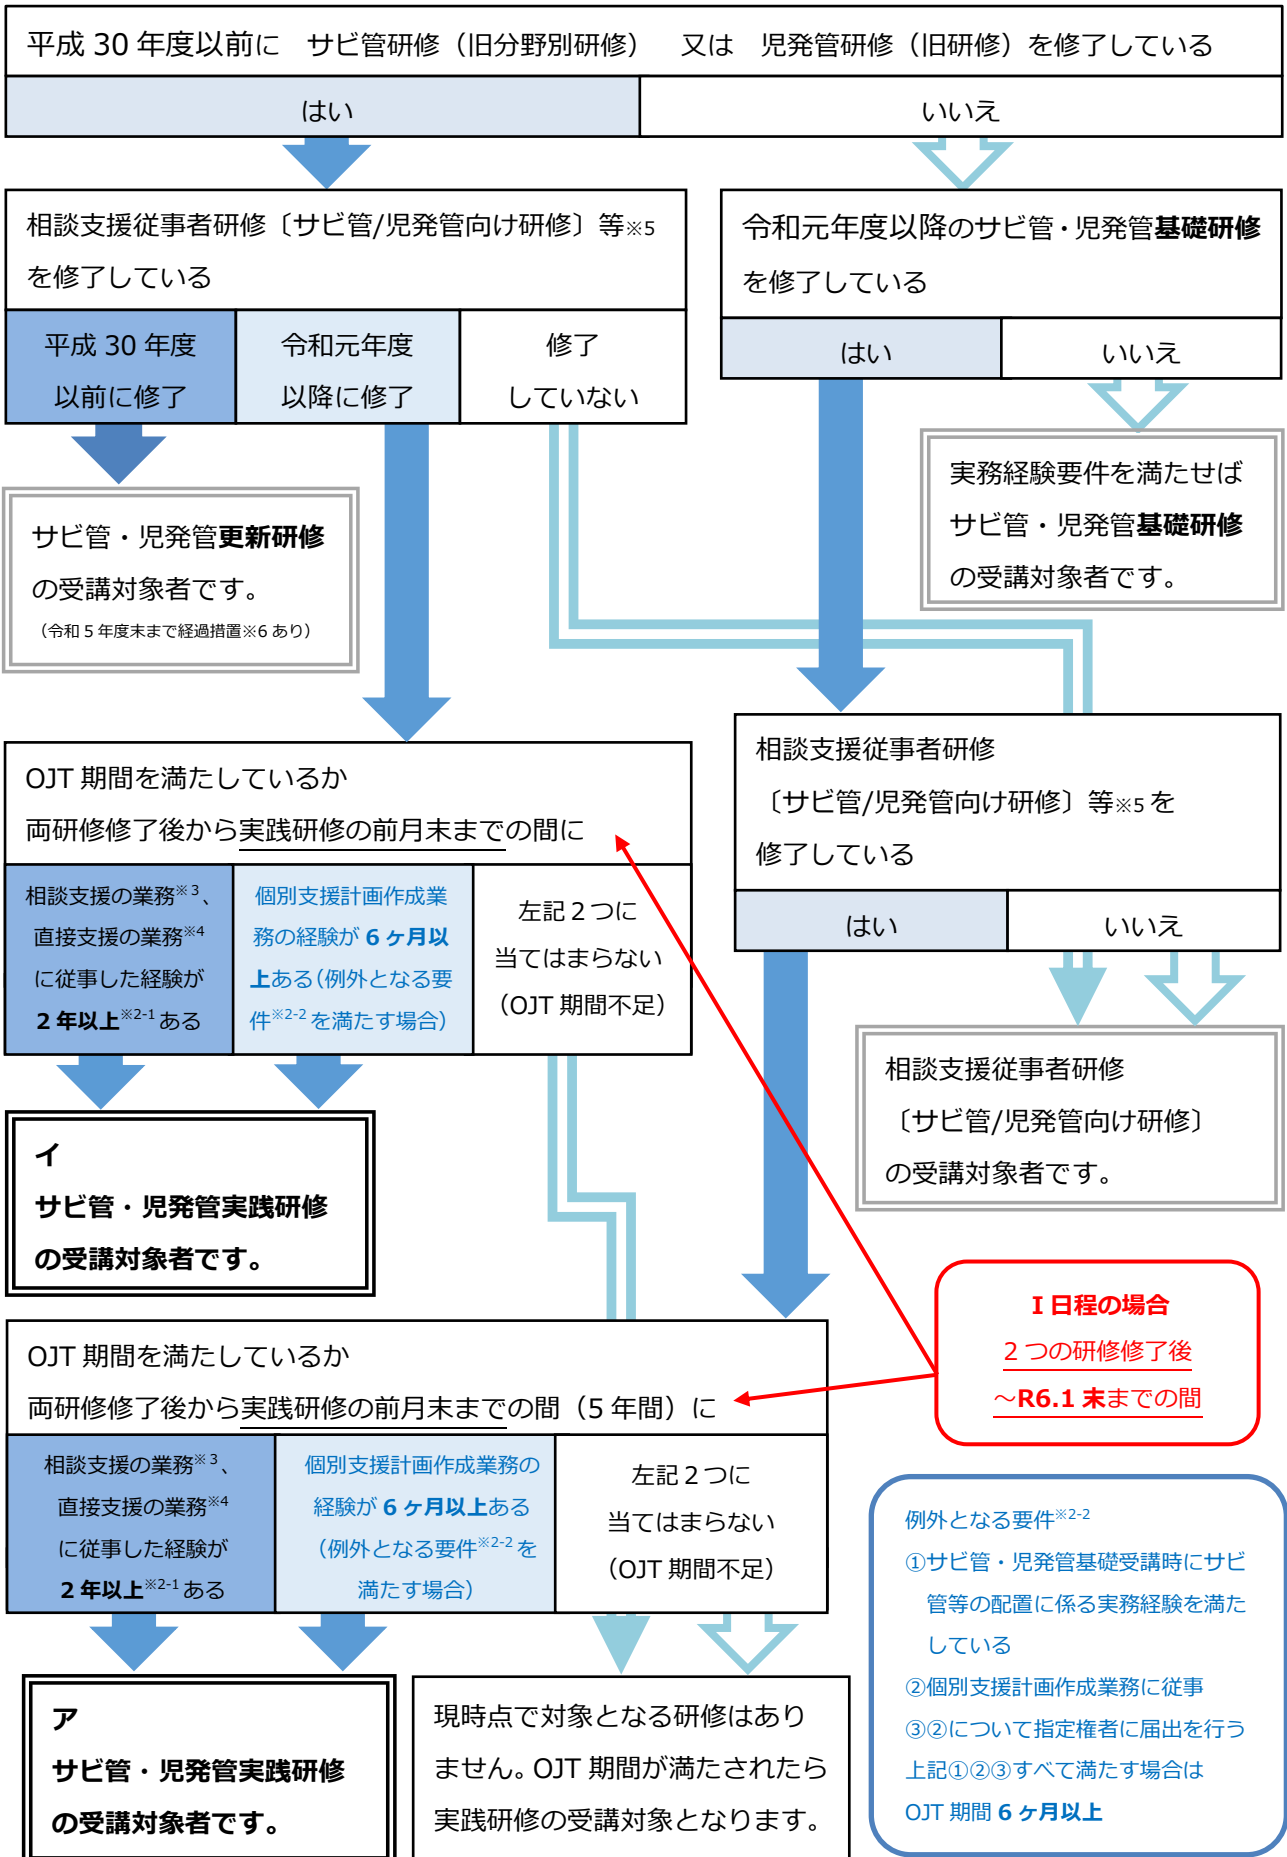 平成 30 年度以前に　サビ管研修（旧分野別研修）　又は　児発管研修（旧研修）を修了している
はい
いいえ
相談支援従事者研修〔サビ管/児発管向け研修〕等※5
を修了している
平成 30 年度
以前に修了
令和元年度
以降に修了
修了
していない
令和元年度以降のサビ管・児発管基礎研修
を修了している
はい
いいえ
サビ管・児発管更新研修
の受講対象者です。
（令和 5 年度末まで経過措置※6 あり）
実務経験要件を満たせば
サビ管・児発管基礎研修
の受講対象者です。
OJT 期間を満たしているか
両研修修了後から実践研修の前月末までの間に
相談支援の業務※３、
直接支援の業務※4
に従事した経験が
2 年以上※2-1 ある
個別支援計画作成業
務の経験が 6 ヶ月以
上ある（例外となる要
件※2-2 を満たす場合）
左記２つに
当てはまらない
（OJT 期間不足）
相談支援従事者研修
〔サビ管/児発管向け研修〕等※5 を
修了している
はい
いいえ
相談支援従事者研修
〔サビ管/児発管向け研修〕
の受講対象者です。
イ
サビ管・児発管実践研修
の受講対象者です。
Ⅰ日程の場合
2 つの研修修了後
～R6.1 末までの間
OJT 期間を満たしているか
両研修修了後から実践研修の前月末までの間（5 年間）に
相談支援の業務※３、
直接支援の業務※4
に従事した経験が
2 年以上※2-1 ある
個別支援計画作成業務の
経験が 6 ヶ月以上ある
（例外となる要件※2-2 を
満たす場合）
左記２つに
当てはまらない
（OJT 期間不足）
ア
サビ管・児発管実践研修
の受講対象者です。
現時点で対象となる研修はあり
ません。OJT 期間が満たされたら
実践研修の受講対象となります。
例外となる要件※2-2
①サビ管・児発管基礎受講時にサビ
管等の配置に係る実務経験を満た
している
②個別支援計画作成業務に従事
③②について指定権者に届出を行う
上記①②③すべて満たす場合は
OJT 期間 6 ヶ月以上